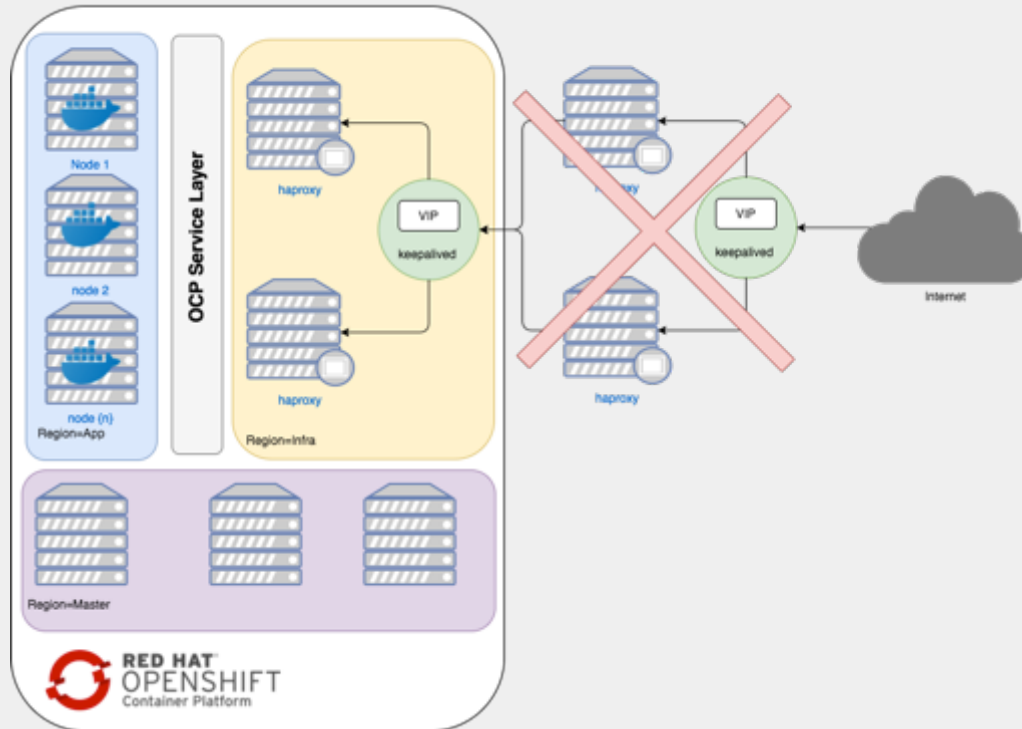 Node 1
node 2
node {n}
Region=App
OCP Service Layer
haproxy
VIP
keepalived
haproxy
Region=Infra
VIP
keepalived
haproxy
Internet
Region=Master
RED HAT
OPENSHIFT
Container Platform